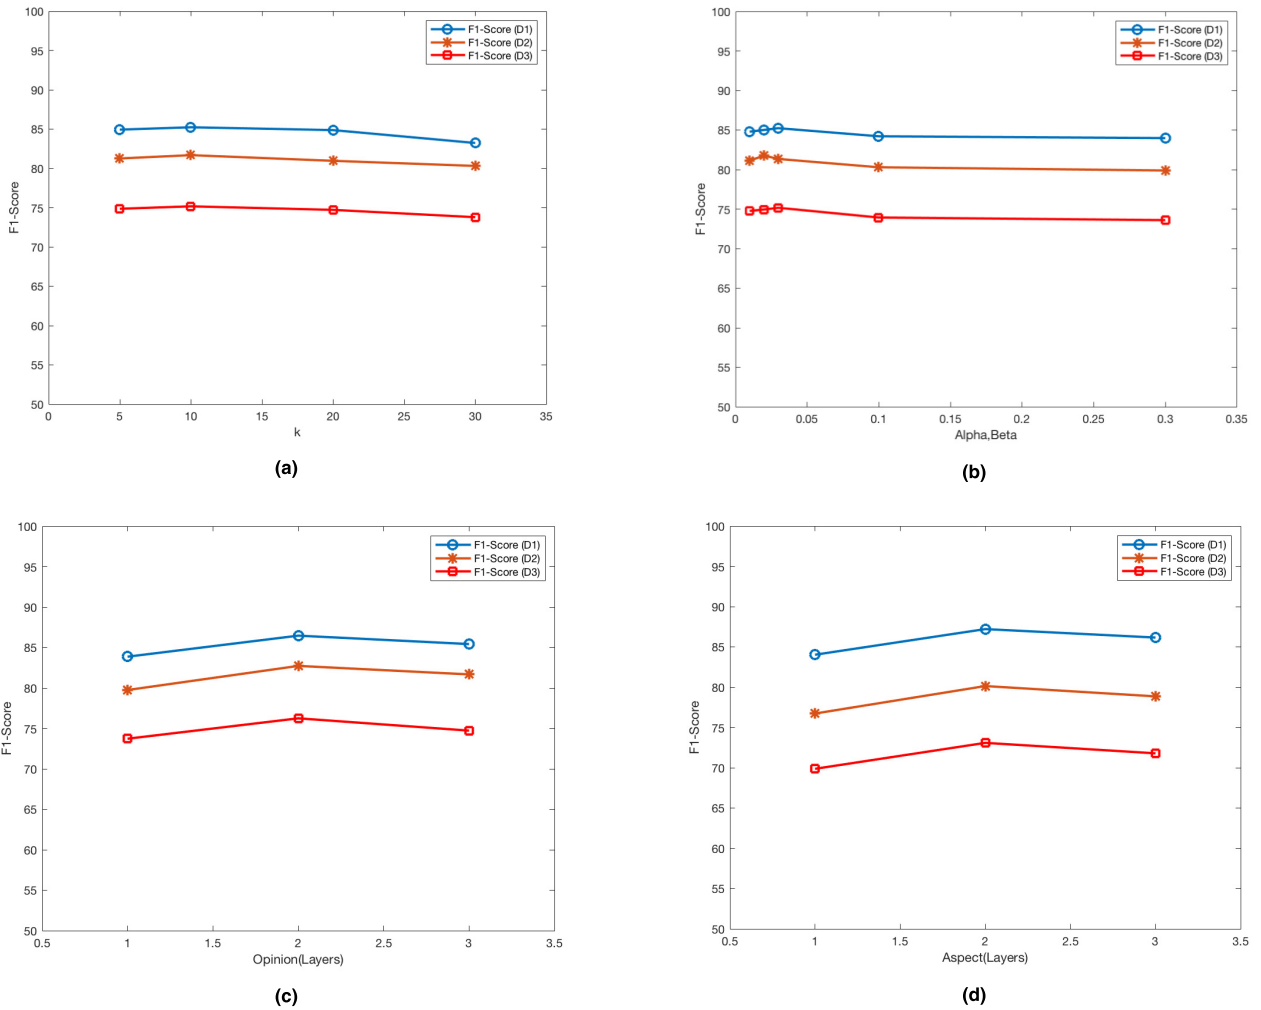 100
95
90
85
80
75
70
65
60
55
50
F1-Score
0 5 10 15 20 25 30 35
k
F1-Score (D1)
F1-Score (D2)
F1-Score (D3)
(a)
100
95
90
85
80
75
70
65
60
55
50
F1-Score
0 0.05 0.1 0.15 0.2 0.25 0.3 0.35
Alpha,Beta
F1-Score (D1)
F1-Score (D2)
F1-Score (D3)
(b)
100
95
90
85
80
75
70
65
60
55
50
F1-Score
0.5 1 1.5 2 2.5 3 3.5
Opinion(Layers)
F1-Score (D1)
F1-Score (D2)
F1-Score (D3)
(c)
100
95
90
85
80
75
70
65
60
55
50
F1-Score
0.5 1 1.5 2 2.5 3 3.5
Aspect(Layers)
F1-Score (D1)
F1-Score (D2)
F1-Score (D3)
(d)